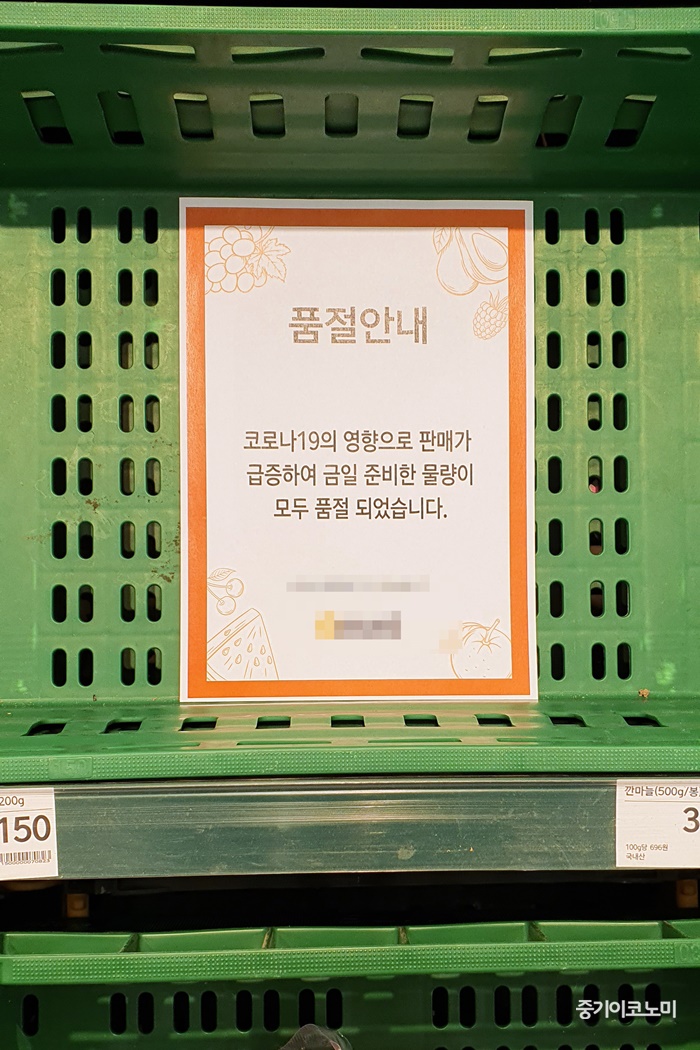 품절안내
코로나19의 영향으로 판매가
급증하여 금일 준비한 물량이
모두 품절 되었습니다.
200g
150
깐마늘(500g/봉
3
100g당 696원
국내산
중기이코노미